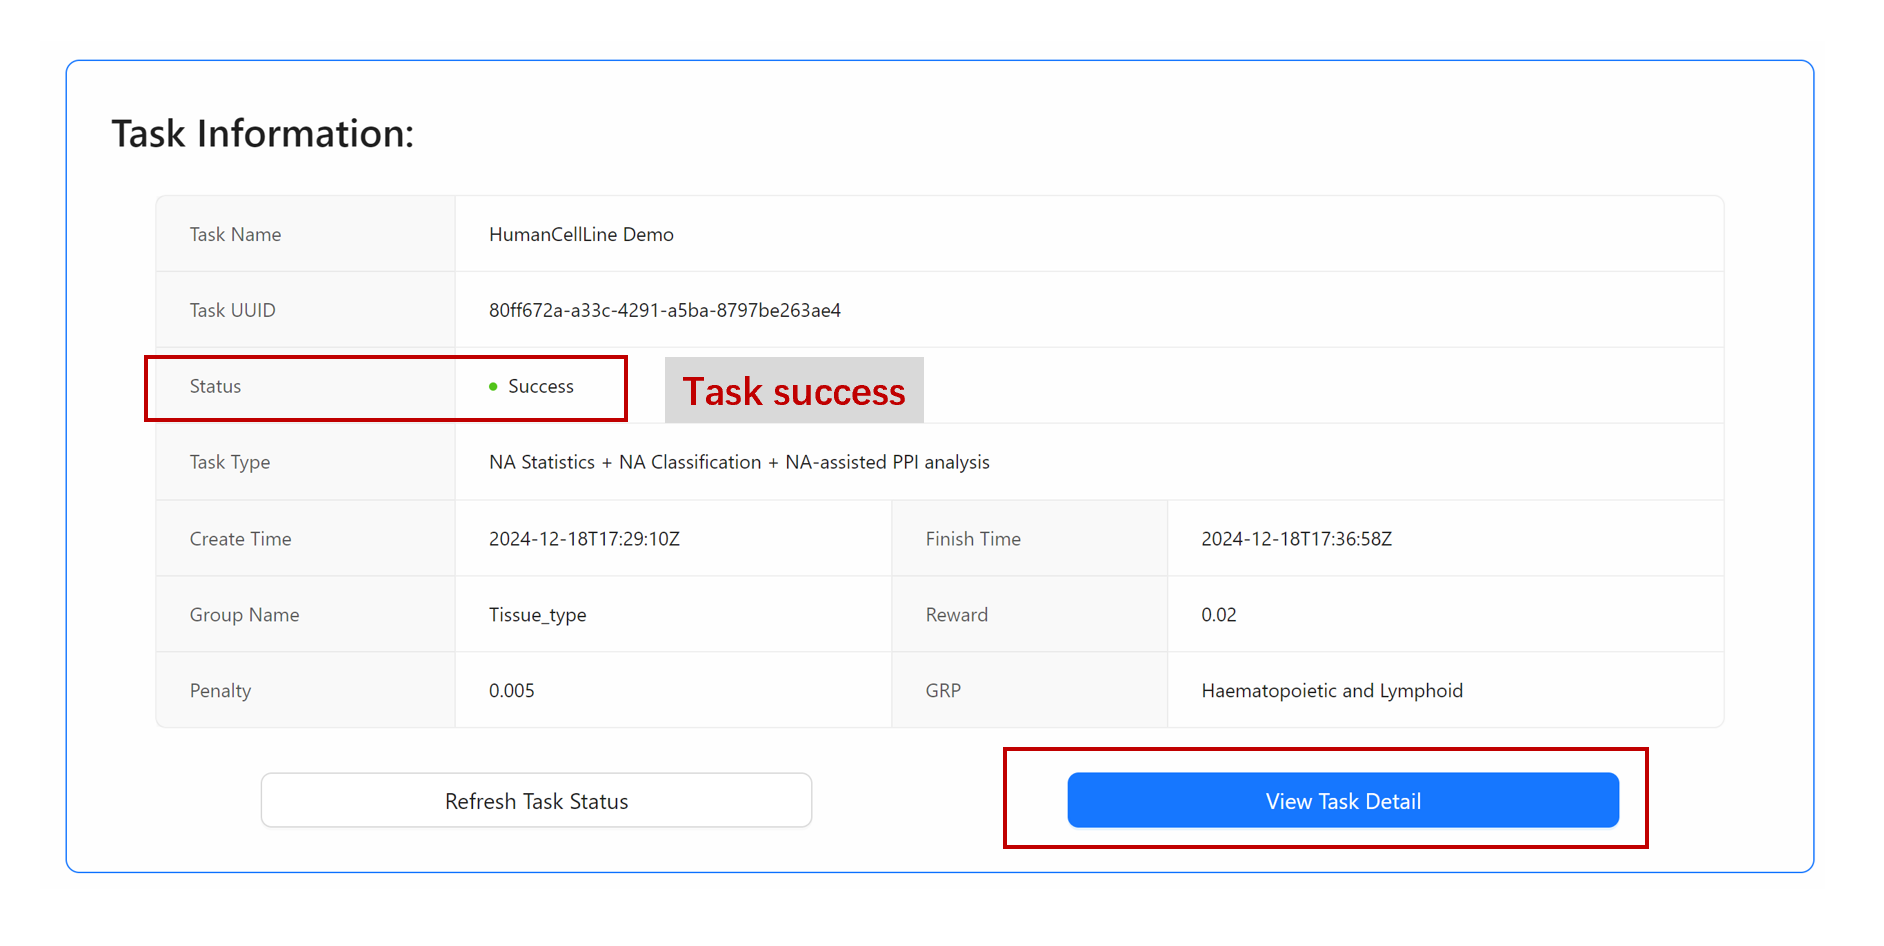 Task Information:
Task Name HumanCellLine Demo
Task UUID 80ff672a-a33c-4291-a5ba-8797be263ae4
Status Success Task success
Task Type NA Statistics + NA Classification + NA-assisted PPI analysis
Create Time 2024-12-18T17:29:10Z Finish Time 2024-12-18T17:36:58Z
Group Name Tissue_type Reward 0.02
Penalty 0.005 GRP Haematopoietic and Lymphoid
Refresh Task Status View Task Detail